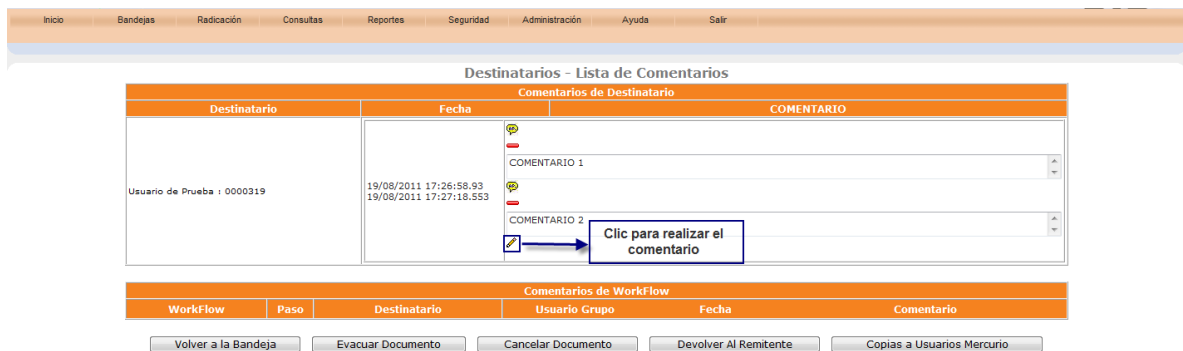 Inicio Bandejas Radicación Consultas Reportes Seguridad Administración Ayuda Salir
Destinatarios - Lista de Comentarios
Comentarios de Destinatario
Destinatario Fecha COMENTARIO
COMENTARIO 1
Usuario de Prueba : 0000319
19/08/2011 17:26:58.93
19/08/2011 17:27:18.553
COMENTARIO 2
Clic para realizar el
comentario
Comentarios de WorkFlow
WorkFlow Paso Destinatario Usuario Grupo Fecha Comentario
Volver a la Bandeja Evacuar Documento Cancelar Documento Devolver Al Remitente Copias a Usuarios Mercurio